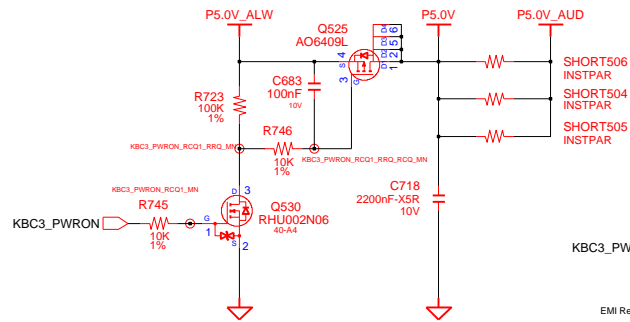 P5.0V_ALW
P5.0V
P5.0V_AUD
Q525
AO6409L
D4 6
D3 5
D2 2
D1 1
4
S
3
G
C683
100nF
10V
R723
100K
1%
R746
10K
1%
KBC3_PWRON_RCQ1_RRQ_MN
KBC3_PWRON_RCQ1_RRQ_RCQ_MN
SHORT506
INSTPAR
SHORT504
INSTPAR
SHORT505
INSTPAR
KBC3_PWRON_RCQ1_MN
D 3
Q530
RHU002N06
40-A4
G
1
S
2
KBC3_PWRON
R745
10K
1%
C718
2200nF-X5R
10V
KBC3_PW
EMI Re